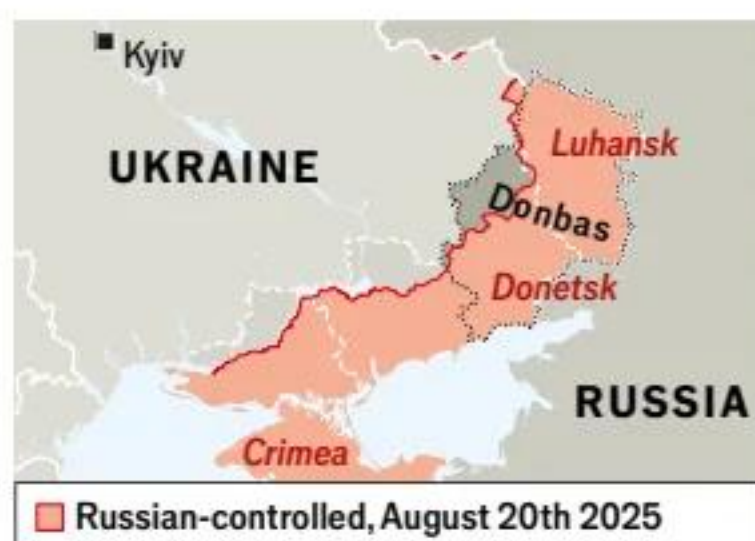 Kyiv
UKRAINE
Luhansk
Donbas
Donetsk
RUSSIA
Crimea
Russian-controlled, August 20th 2025